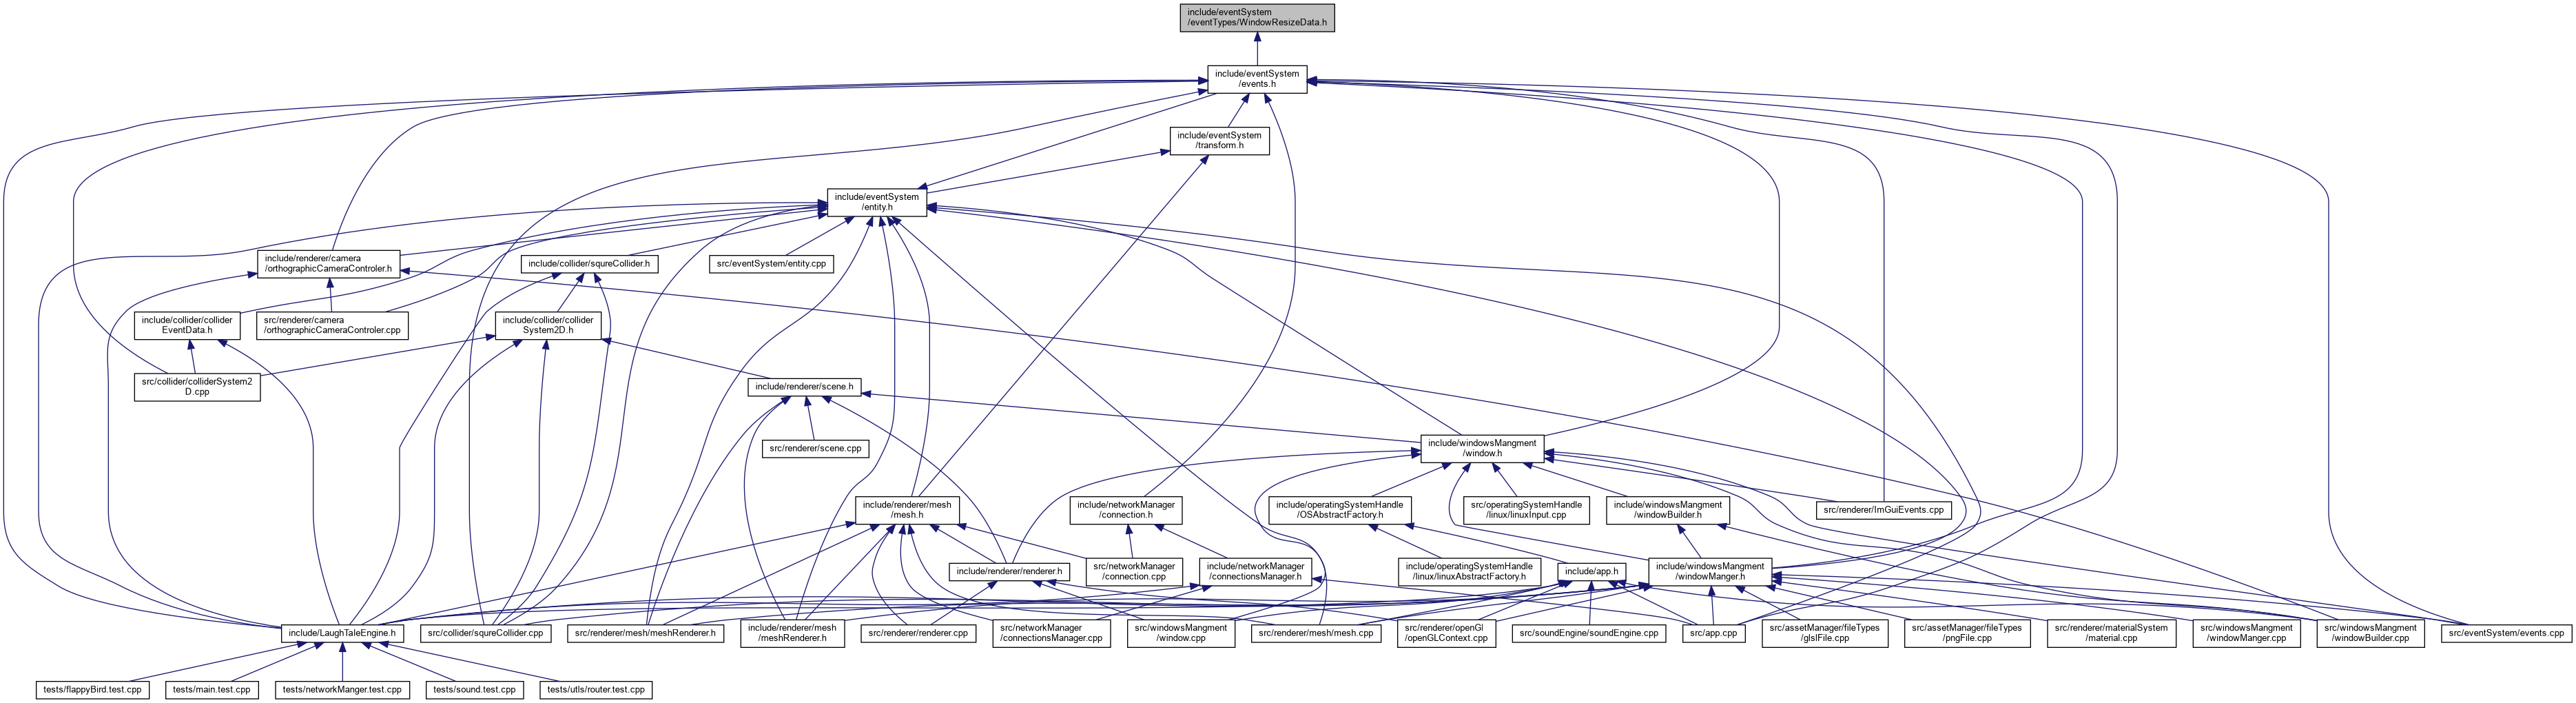 include/eventSystem
/eventTypes/WindowResizeData.h
include/eventSystem
/events.h
include/eventSystem
/transform.h
include/eventSystem
/entity.h
include/renderer/camera
/orthographicCameraControler.h
include/collider/squreCollider.h
src/eventSystem/entity.cpp
include/collider/collider
EventData.h
src/renderer/camera
/orthographicCameraControler.cpp
include/collider/collider
System2D.h
src/collider/colliderSystem2
D.cpp
include/renderer/scene.h
src/renderer/scene.cpp
include/windowsMangment
/window.h
include/renderer/mesh
/mesh.h
include/networkManager
/connection.h
include/operatingSystemHandle
/OSAbstractFactory.h
src/operatingSystemHandle
/linux/linuxInput.cpp
include/windowsMangment
/windowBuilder.h
src/renderer/ImGuiEvents.cpp
include/renderer/renderer.h
src/networkManager
/connection.cpp
include/networkManager
/connectionsManager.h
include/operatingSystemHandle
/linux/linuxAbstractFactory.h
include/app.h
include/windowsMangment
/windowManger.h
include/LaughTaleEngine.h
src/collider/squreCollider.cpp
src/renderer/mesh/meshRenderer.h
include/renderer/mesh
/meshRenderer.h
src/renderer/renderer.cpp
src/networkManager
/connectionsManager.cpp
src/windowsMangment
/window.cpp
src/renderer/mesh/mesh.cpp
src/renderer/openGl
/openGLContext.cpp
src/soundEngine/soundEngine.cpp
src/app.cpp
src/assetManager/fileTypes
/glslFile.cpp
src/assetManager/fileTypes
/pngFile.cpp
src/renderer/materialSystem
/material.cpp
src/windowsMangment
/windowManger.cpp
src/windowsMangment
/windowBuilder.cpp
src/eventSystem/events.cpp
tests/flappyBird.test.cpp
tests/main.test.cpp
tests/networkManger.test.cpp
tests/sound.test.cpp
tests/utls/router.test.cpp